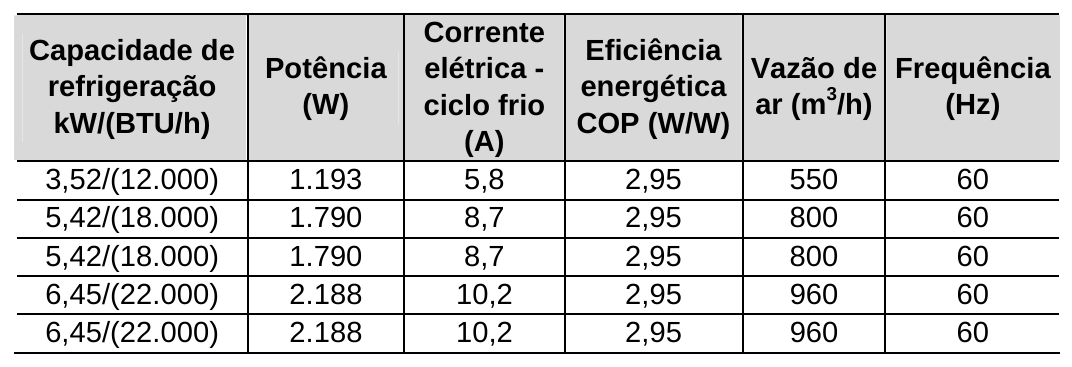 Capacidade de refrigeração kW/(BTU/h) Potência (W) Corrente elétrica - ciclo frio (A) Eficiência energética COP (W/W) Vazão de ar (m³/h) Frequência (Hz)
3,52/(12.000) 1.193 5,8 2,95 550 60
5,42/(18.000) 1.790 8,7 2,95 800 60
5,42/(18.000) 1.790 8,7 2,95 800 60
6,45/(22.000) 2.188 10,2 2,95 960 60
6,45/(22.000) 2.188 10,2 2,95 960 60